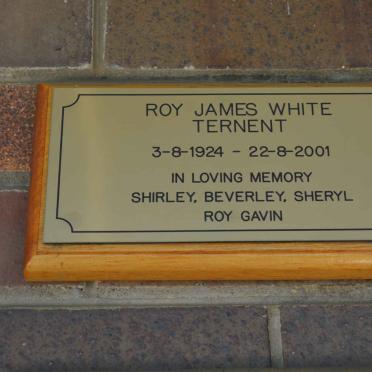 ROY JAMES WHITE
TERNENT
3-8-1924 - 22-8-2001
IN LOVING MEMORY
SHIRLEY, BEVERLEY, SHERYL
ROY GAVIN